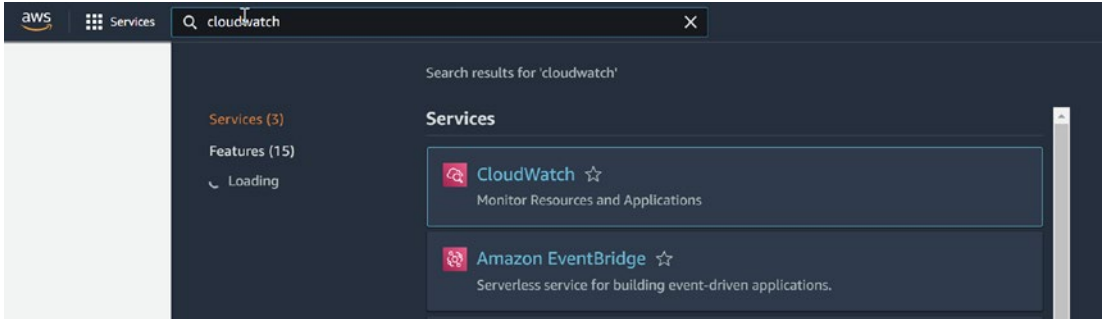 aws
Services
cloudwatch
Search results for 'cloudwatch'
Services (3)
Features (15)
Loading
Services
CloudWatch
Monitor Resources and Applications
Amazon EventBridge
Serverless service for building event-driven applications.